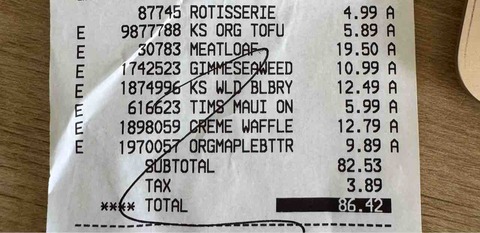 87745 ROTISSERIE 4.99 A
E 9877788 KS ORG TOFU 5.89 A
E 30783 MEATLOAF 19.50 A
E 1742523 GIMMESEAWEED 10.99 A
E 1874996 KS WLD BLBRY 12.49 A
E 616623 TIMS MAUI ON 5.99 A
E 1898059 CREME WAFFLE 12.79 A
E 1970057 ORGMAPLEBTTR 9.89 A
SUBTOTAL 82.53
TAX 3.89
**** TOTAL 86.42